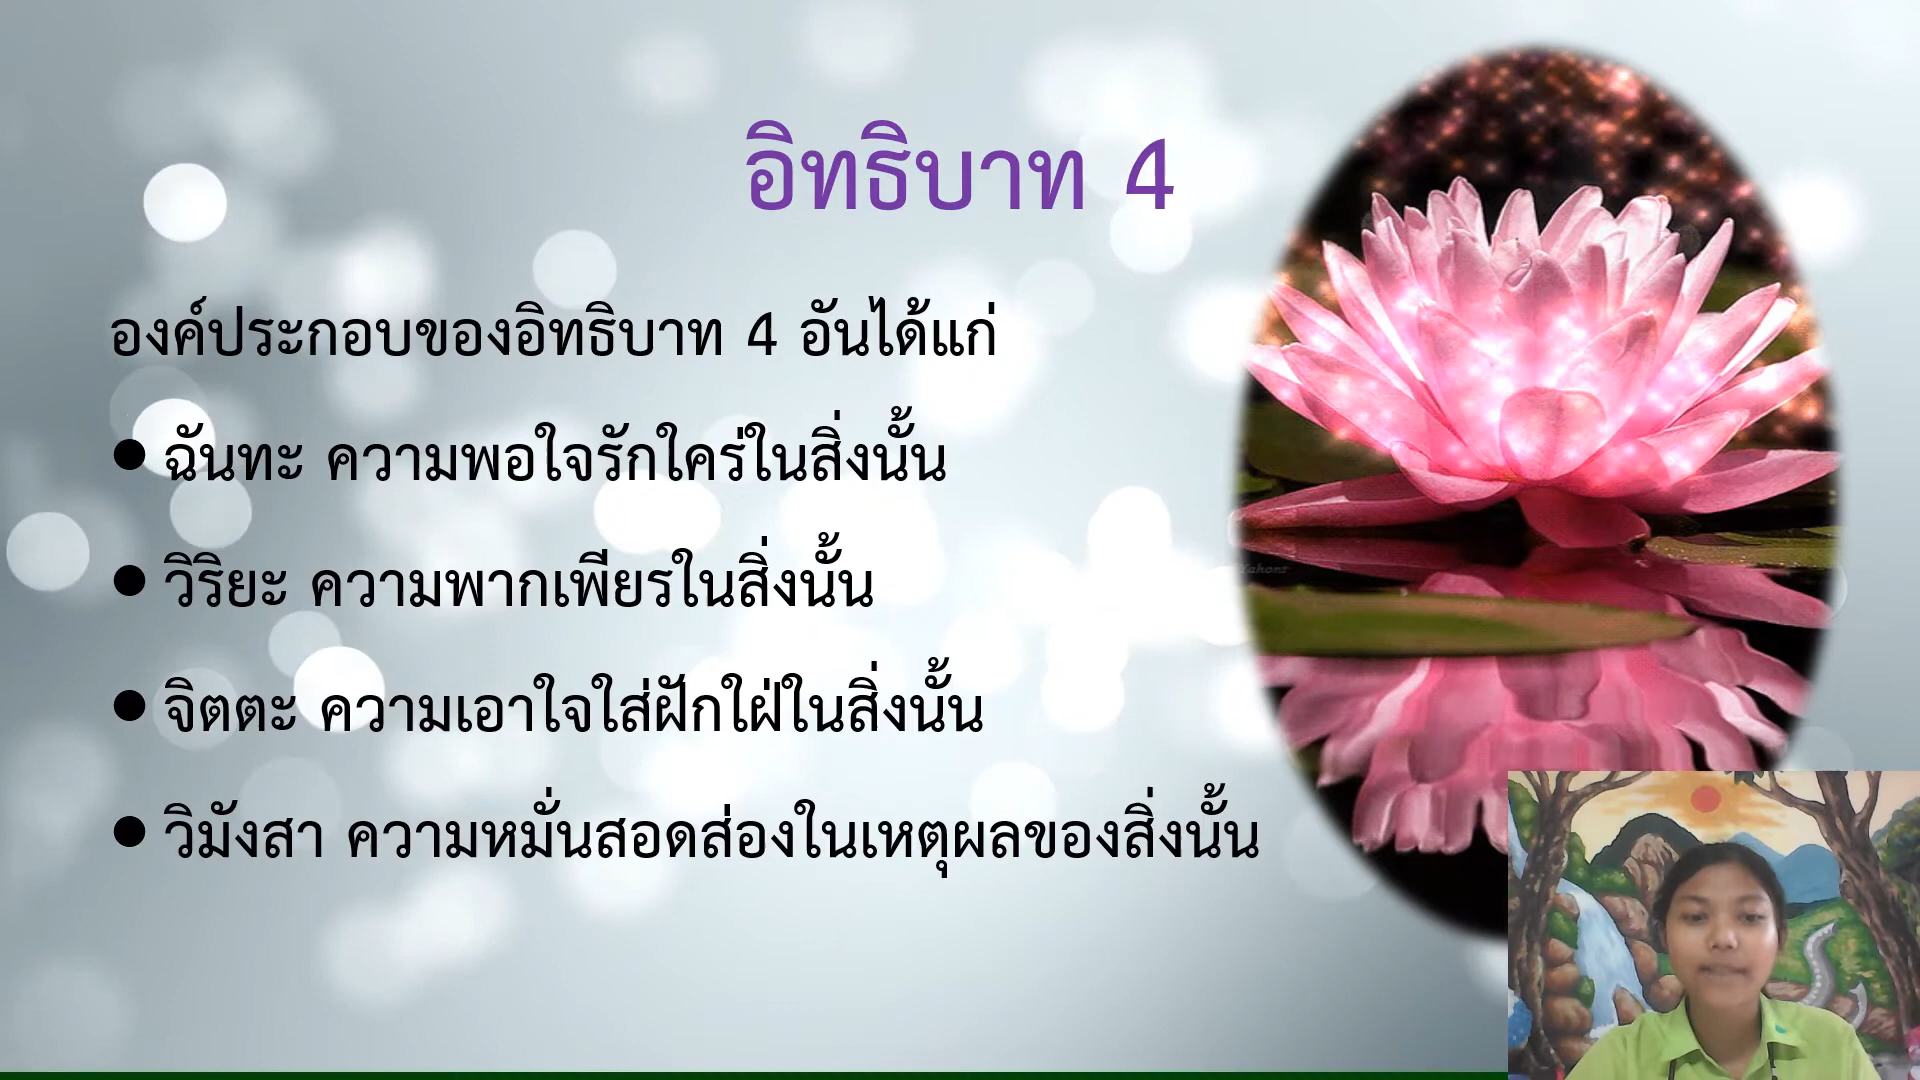 อิทธิบาท 4
องค์ประกอบของอิทธิบาท 4 อันได้แก่
• ฉันทะ ความพอใจรักใคร่ในสิ่งนั้น
• วิริยะ ความพากเพียรในสิ่งนั้น
• จิตตะ ความเอาใจใส่ฝักใฝ่ในสิ่งนั้น
• วิมังสา ความหมั่นสอดส่องในเหตุผลของสิ่งนั้น